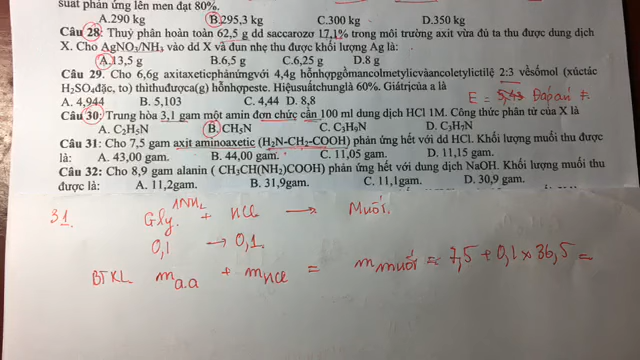 suất phản ứng lên men đạt 80%.
A.290 kg B.295,3 kg C.300 kg D.350 kg
Câu 28: Thuỷ phân hoàn toàn 62,5 g dd saccarozơ 17,1% trong môi trường axit vừa đủ ta thu được dung dịch
X. Cho AgNO3/NH3 vào dd X và đun nhẹ thu được khối lượng Ag là:
A.13,5 g B.6,5 g C.6,25 g D.8 g
Câu 29. Cho 6,6g axitaxeticphảnứngvới 4,4g hỗnhợpgồmancolmetylicvàancoletylictilệ 2:3 vềsốmol (xúctác
H2SO4đặc, to) thìthuđượca(g) hỗnhợpeste. Hiệusuấtchunglà 60%. Giátrịcủa a là
A. 4,944 B. 5,103 C. 4,44 D. 8,8 E = 5,43 Đáp án E.
Câu 30: Trung hòa 3,1 gam một amin đơn chức cần 100 ml dung dịch HCl 1M. Công thức phân tử của X là
A. C2H5N B. CH5N C. C3H9N D. C3H7N
Câu 31: Cho 7,5 gam axit aminoaxetic (H2N-CH2-COOH) phản ứng hết với dd HCl. Khối lượng muối thu được
là: A. 43,00 gam. B. 44,00 gam. C. 11,05 gam. D. 11,15 gam.
Câu 32: Cho 8,9 gam alanin ( CH3CH(NH2)COOH) phản ứng hết với dung dịch NaOH. Khối lượng muối thu
được là: A. 11,2gam. B. 31,9gam. C. 11,1gam. D. 30,9 gam.
1NH2
31. Gly + HCl → Muối.
0,1 → 0,1
BTKL m a.a + m HCl = m muối = 7,5 + 0,1 × 36,5 =